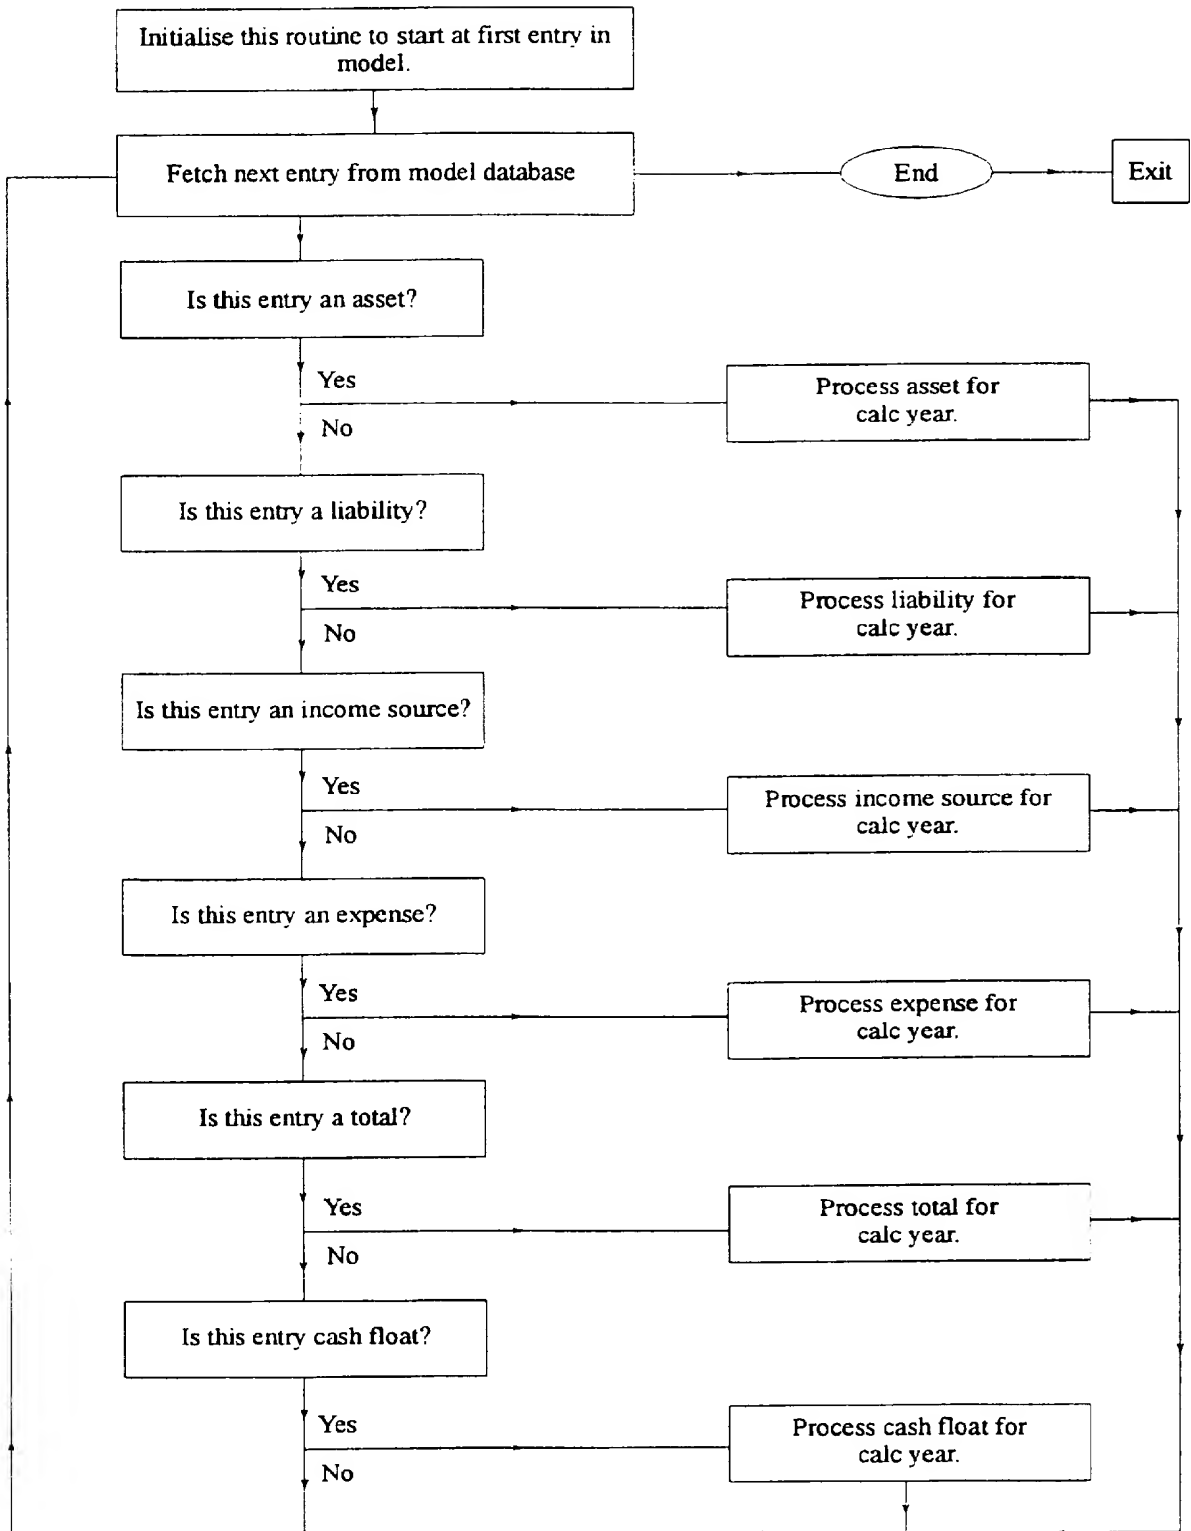 Initialise this routine to start at first entry in
model.
Fetch next entry from model database
End
Exit
Is this entry an asset?
Yes
No
Process asset for
calc year.
Is this entry a liability?
Yes
No
Process liability for
calc year.
Is this entry an income source?
Yes
No
Process income source for
calc year.
Is this entry an expense?
Yes
No
Process expense for
calc year.
Is this entry a total?
Yes
No
Process total for
calc year.
Is this entry cash float?
Yes
No
Process cash float for
calc year.